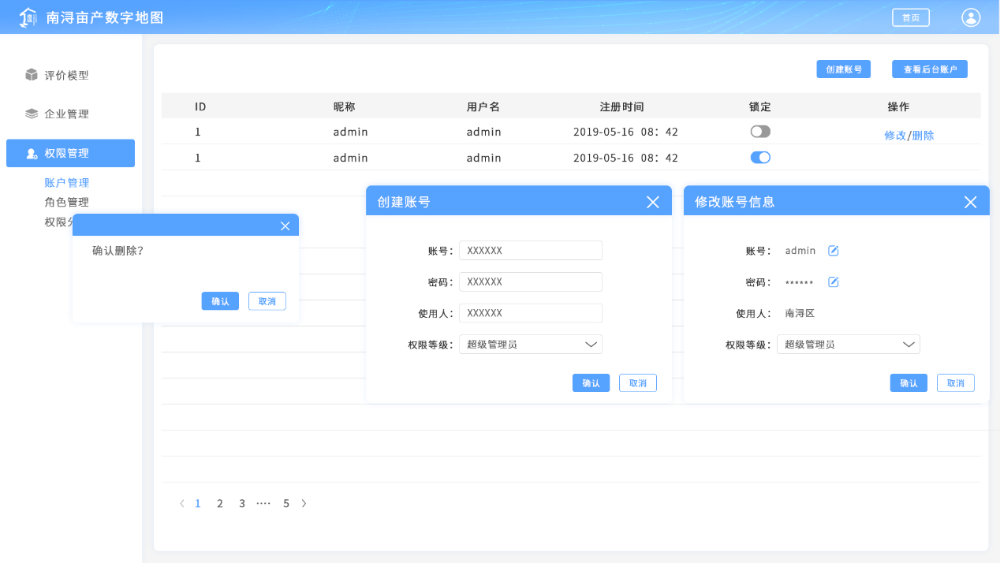 南浔亩产数字地图
首页
评价模型
企业管理
权限管理
账户管理
角色管理
权限
创建账号
查看后台账户
ID 昵称 用户名 注册时间 锁定 操作
1 admin admin 2019-05-16 08：42 修改/删除
1 admin admin 2019-05-16 08：42
确认删除?
确认 取消
创建账号
账号： XXXXXX
密码： XXXXXX
使用人： XXXXXX
权限等级： 超级管理员
确认 取消
修改账号信息
账号： admin
密码： ******
使用人： 南浔区
权限等级： 超级管理员
确认 取消
1 2 3 ···· 5